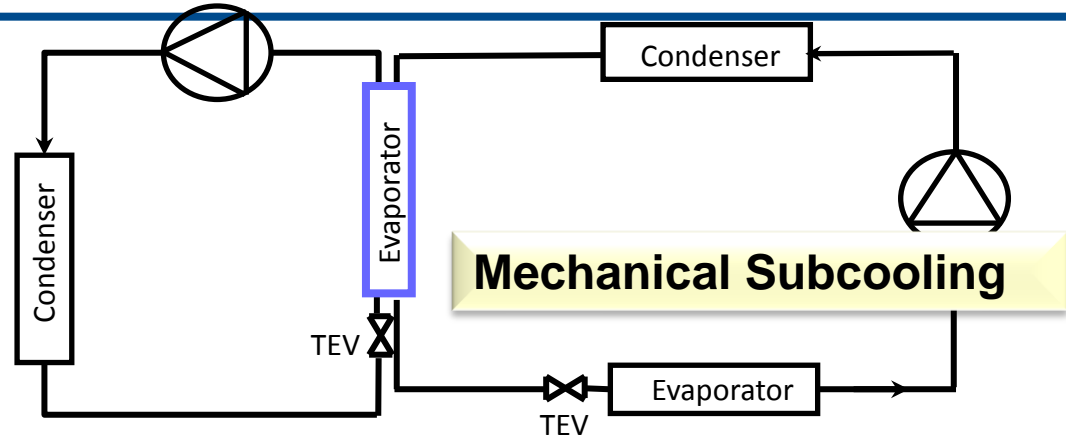 Condenser
Evaporator
Condenser
Mechanical Subcooling
TEV
Evaporator
TEV